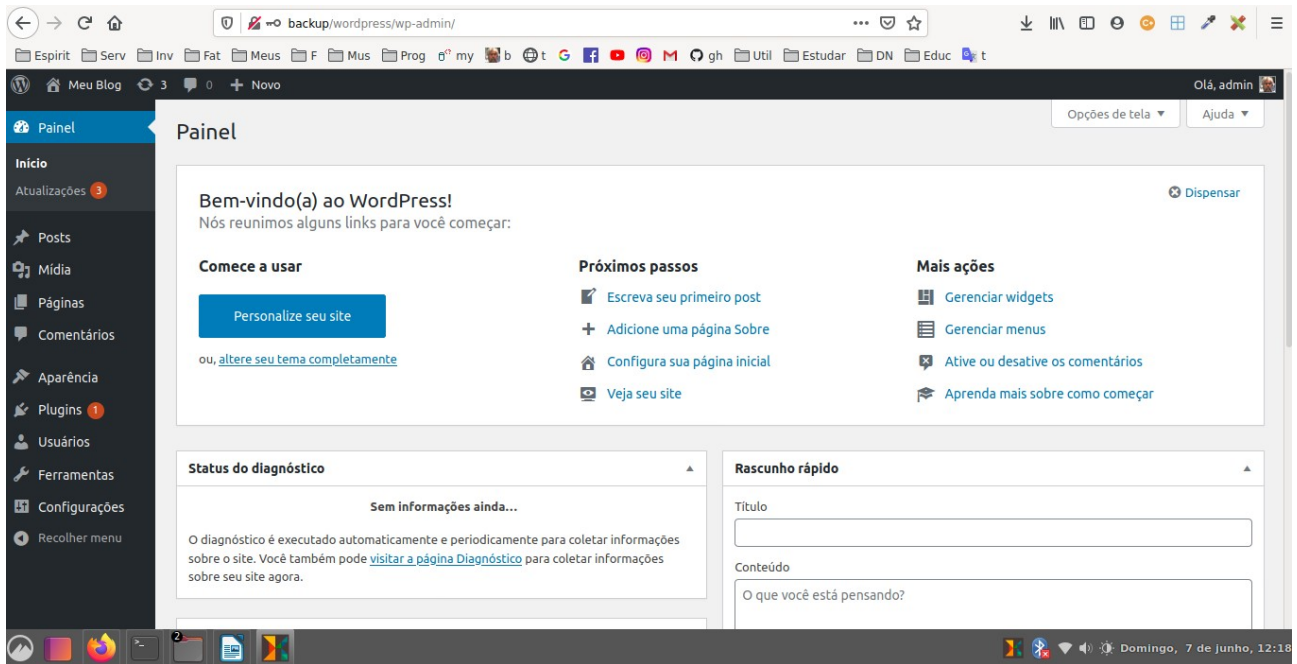 backup/wordpress/wp-admin/
Espirit Serv Inv Fat Meus F Mus Prog my b t G gh Util Estudar DN Educ t
Meu Blog 3 0 Novo Olá, admin
Opções de tela Ajuda
Painel
Início
Atualizações 3
Posts
Mídia
Páginas
Comentários
Aparência
Plugins 1
Usuários
Ferramentas
Configurações
Recolher menu
Painel
Bem-vindo(a) ao WordPress!
Dispensar
Nós reunimos alguns links para você começar:
Comece a usar
Personalize seu site
ou, altere seu tema completamente
Próximos passos
Escreva seu primeiro post
Adicione uma página Sobre
Configura sua página inicial
Veja seu site
Mais ações
Gerenciar widgets
Gerenciar menus
Ative ou desative os comentários
Aprenda mais sobre como começar
Status do diagnóstico
Sem informações ainda...
O diagnóstico é executado automaticamente e periodicamente para coletar informações
sobre o site. Você também pode visitar a página Diagnóstico para coletar informações
sobre seu site agora.
Rascunho rápido
Título
Conteúdo
O que você está pensando?
2
Domingo, 7 de junho, 12:18